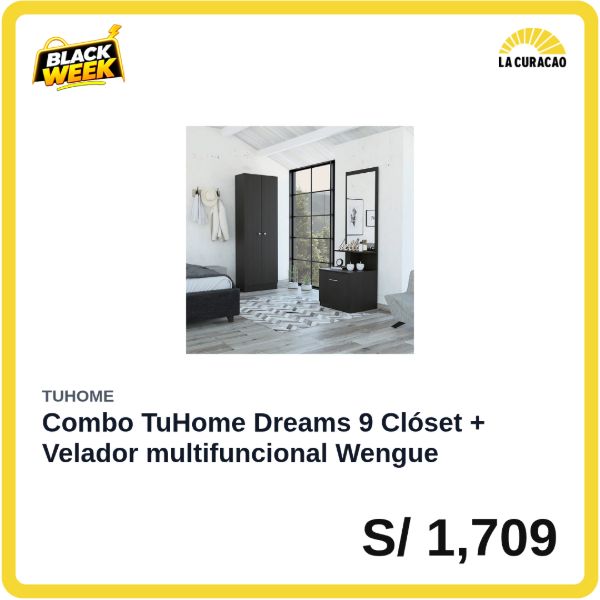 BLACK
WEEK
LA CURACAO
TUHOME
Combo TuHome Dreams 9 Clóset +
Velador multifuncional Wengue
S/ 1,709